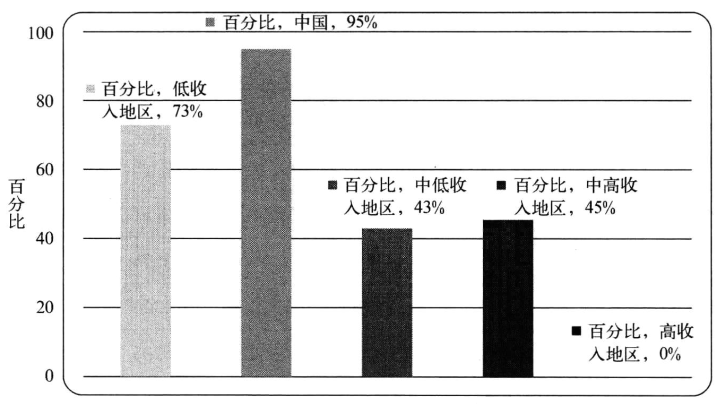 百分比，中国，95%
100
百分比，低收
入地区，73%
80
60
百分比，中低收
入地区，43%
百分比，中高收
入地区，45%
40
20
百分比，高收
入地区，0%
0
百分比